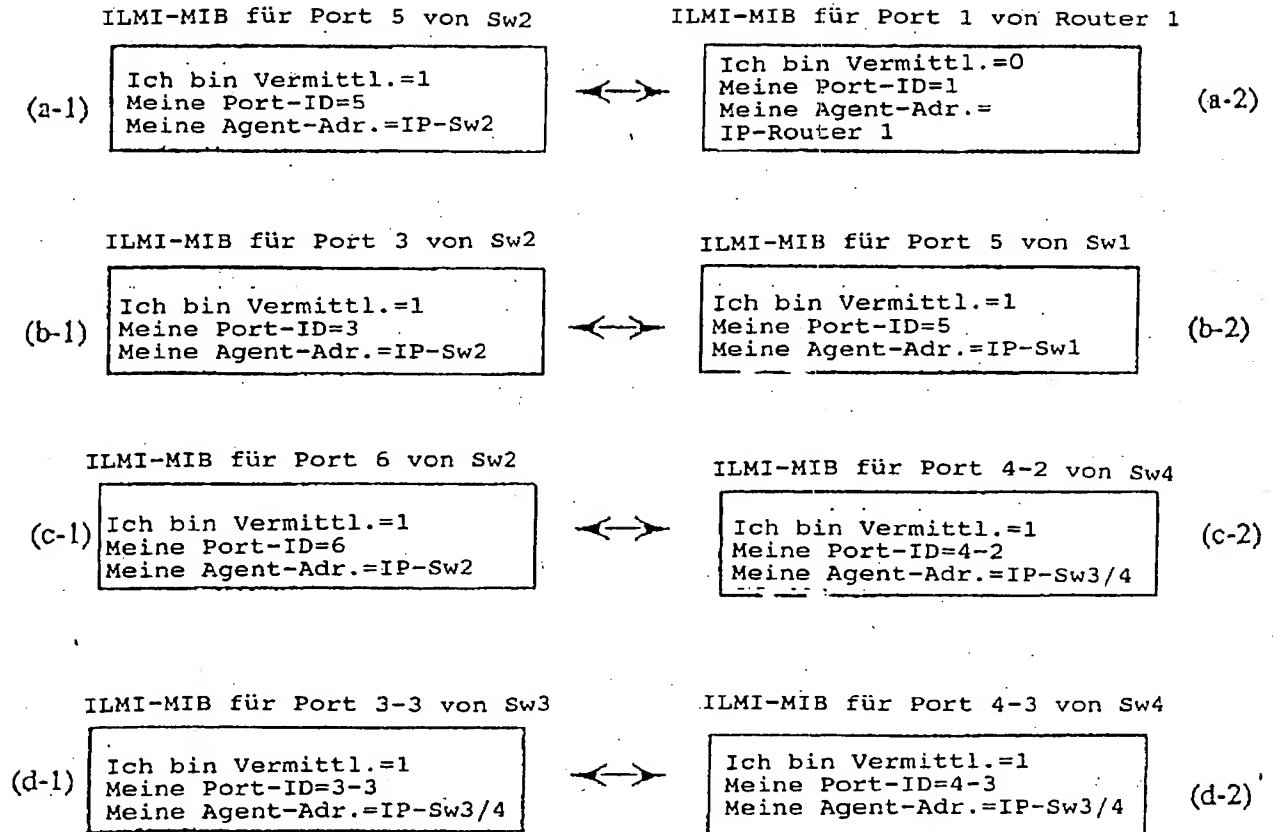 ILMI-MIB für Port 5 von Sw2
ILMI-MIB für Port 1 von Router 1
(a-1)
Ich bin Vermittl.=1
Meine Port-ID=5
Meine Agent-Adr.=IP-Sw2
Ich bin Vermittl.=0
Meine Port-ID=1
Meine Agent-Adr.=
IP-Router 1
(a-2)
ILMI-MIB für Port 3 von Sw2
ILMI-MIB für Port 5 von Sw1
(b-1)
Ich bin Vermittl.=1
Meine Port-ID=3
Meine Agent-Adr.=IP-Sw2
Ich bin Vermittl.=1
Meine Port-ID=5
Meine Agent-Adr.=IP-Sw1
(b-2)
ILMI-MIB für Port 6 von Sw2
ILMI-MIB für Port 4-2 von Sw4
(c-1)
Ich bin Vermittl.=1
Meine Port-ID=6
Meine Agent-Adr.=IP-Sw2
Ich bin Vermittl.=1
Meine Port-ID=4-2
Meine Agent-Adr.=IP-Sw3/4
(c-2)
ILMI-MIB für Port 3-3 von Sw3
ILMI-MIB für Port 4-3 von Sw4
(d-1)
Ich bin Vermittl.=1
Meine Port-ID=3-3
Meine Agent-Adr.=IP-Sw3/4
Ich bin Vermittl.=1
Meine Port-ID=4-3
Meine Agent-Adr.=IP-Sw3/4
(d-2)